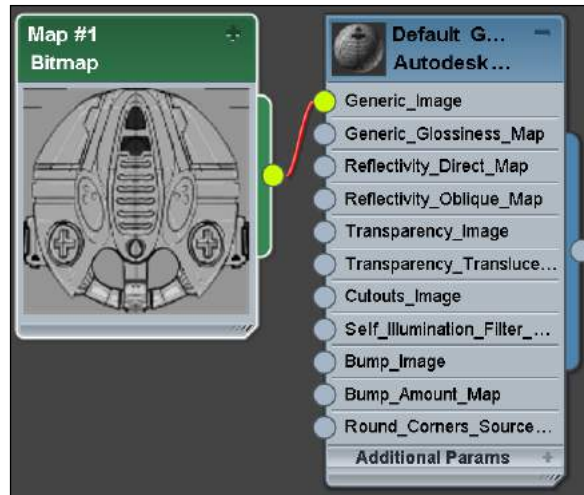 Map #1
Bitmap
Default G...
Autodesk...
Generic_Image
Generic_Glossiness_Map
Reflectivity_Direct_Map
Reflectivity_Oblique_Map
Transparency_Image
Transparency_Transluce...
Cutouts_Image
Self_Illumination_Filter_...
Bump_Image
Bump_Amount_Map
Round_Corners_Source...
Additional Params